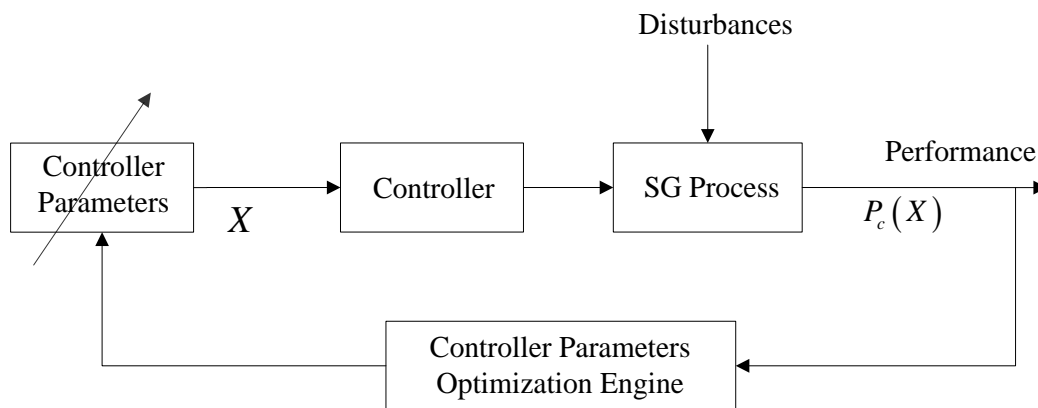 Disturbances
Controller
Parameters
X
Controller
SG Process
Performance
P_c(X)
Controller Parameters
Optimization Engine